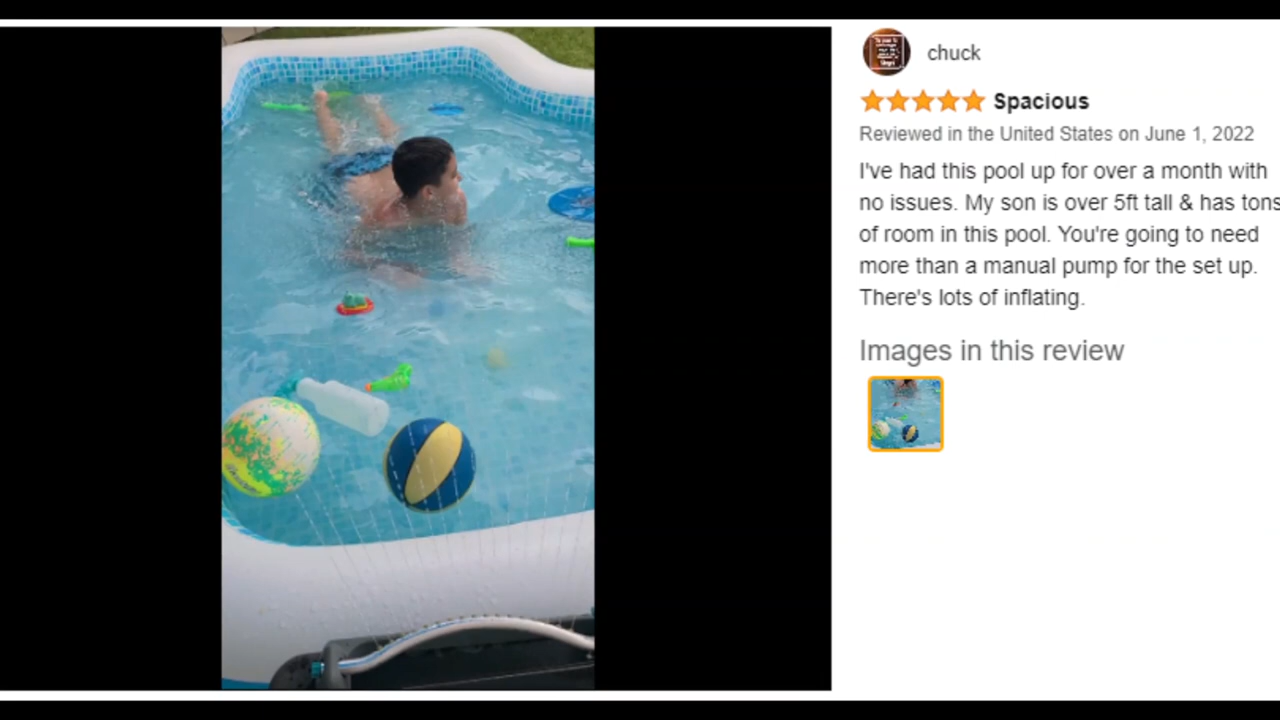 chuck
Spacious
Reviewed in the United States on June 1, 2022
I've had this pool up for over a month with
no issues. My son is over 5ft tall & has tons
of room in this pool. You're going to need
more than a manual pump for the set up.
There's lots of inflating.
Images in this review